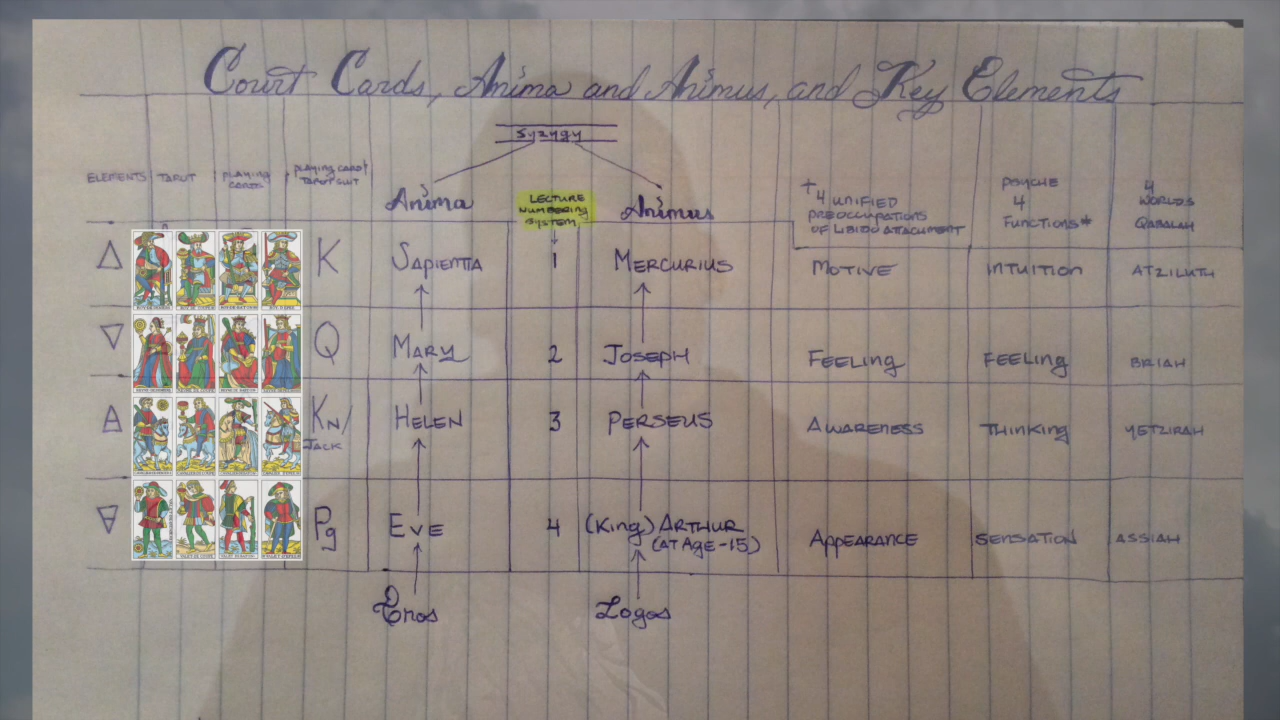 Court Cards, Anima and Animus, and Key Elements
Syzygy
ELEMENTS TAROT PLAYING CARDS PLAYING CARD/ TAROT SUIT
Anima
LECTURE
NUMBERING
SYSTEM
Animus
+4 UNIFIED
PREOCCUPATIONS
OF LIBIDO ATTACHMENT
PSYCHE
4
FUNCTIONS*
4
WORLDS
QABALAH
K SAPIENTIA 1 MERCURIUS MOTIVE INTUITION ATZILUTH
Q MARY 2 JOSEPH FEELING FEELING BRIAH
KN/
JACK
HELEN 3 PERSEUS AWARENESS THINKING YETZIRAH
Pg EVE 4 (King) ARTHUR
(AT Age-15)
APPEARANCE SENSATION ASSIAH
Eros Logos